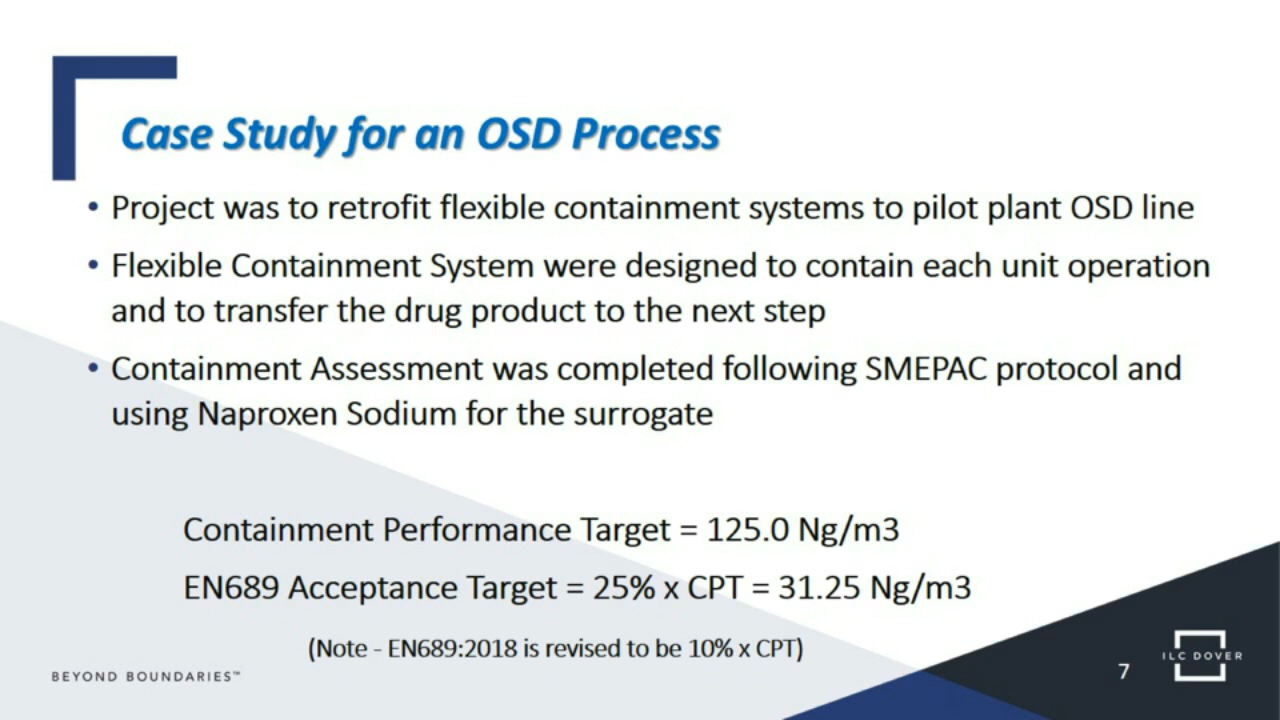 Case Study for an OSD Process
• Project was to retrofit flexible containment systems to pilot plant OSD line
• Flexible Containment System were designed to contain each unit operation
and to transfer the drug product to the next step
• Containment Assessment was completed following SMEPAC protocol and
using Naproxen Sodium for the surrogate
Containment Performance Target = 125.0 Ng/m3
EN689 Acceptance Target = 25% x CPT = 31.25 Ng/m3
(Note - EN689:2018 is revised to be 10% x CPT)
BEYOND BOUNDARIES™
7
ILC DOVER